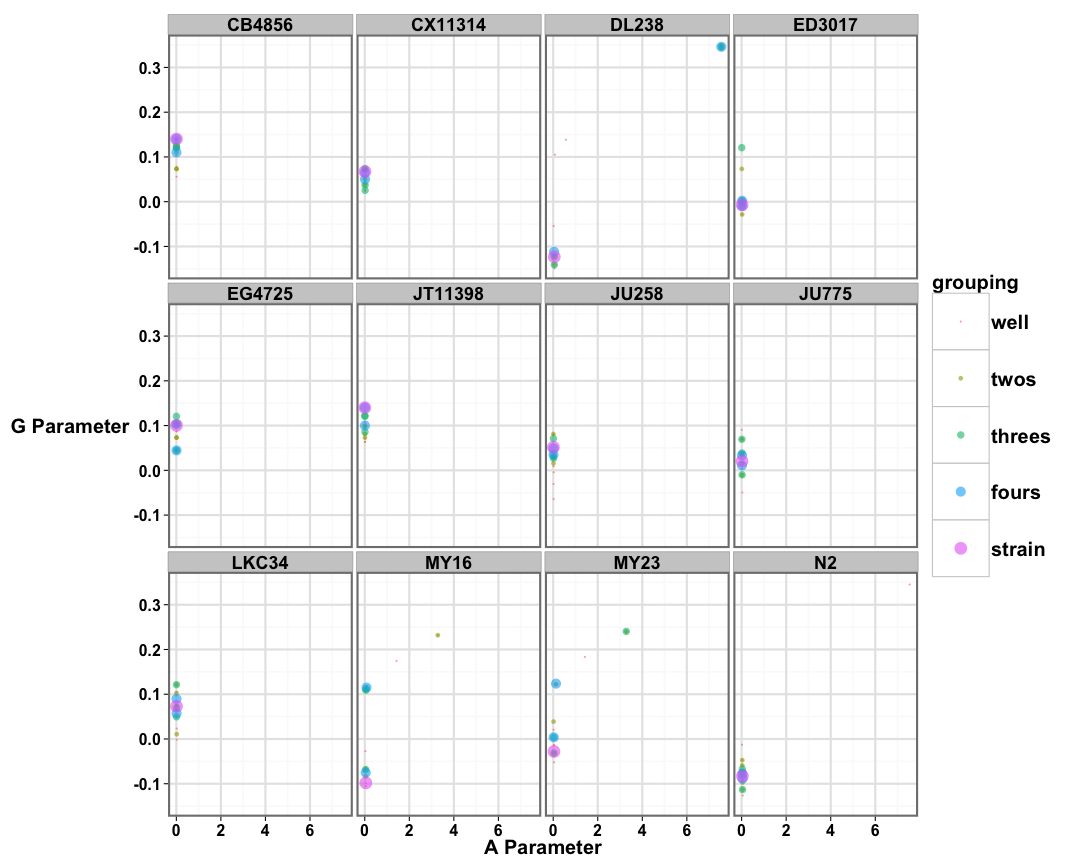 CB4856 CX11314 DL238 ED3017
0.3
0.2
0.1
0.0
-0.1
EG4725 JT11398 JU258 JU775
0.3
0.2
0.1
0.0
-0.1
LKC34 MY16 MY23 N2
0.3
0.2
0.1
0.0
-0.1
0 2 4 6 0 2 4 6 0 2 4 6 0 2 4 6
A Parameter
G Parameter
grouping
well
twos
threes
fours
strain